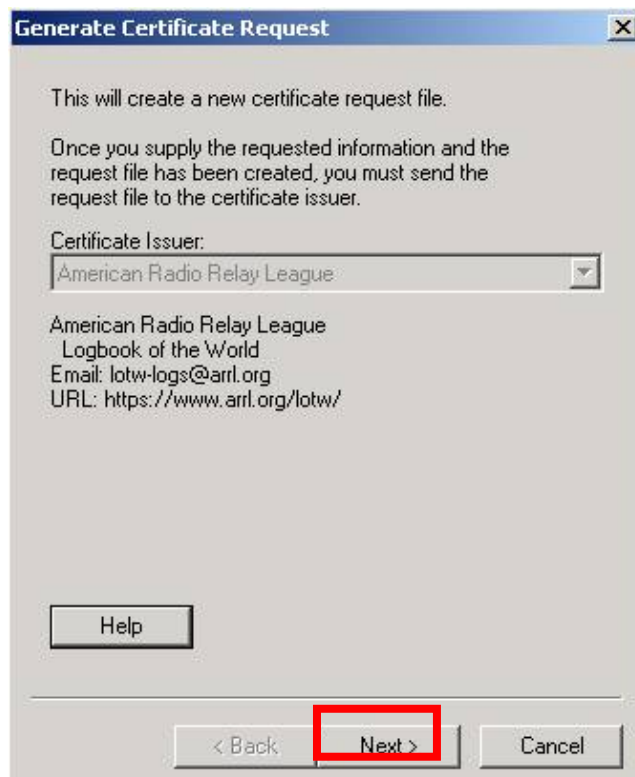 Generate Certificate Request
This will create a new certificate request file.
Once you supply the requested information and the
request file has been created, you must send the
request file to the certificate issuer.
Certificate Issuer:
American Radio Relay League
American Radio Relay League
Logbook of the World
Email: lotw-logs@arrl.org
URL: https://www.arrl.org/lotw/
Help
< Back Next > Cancel